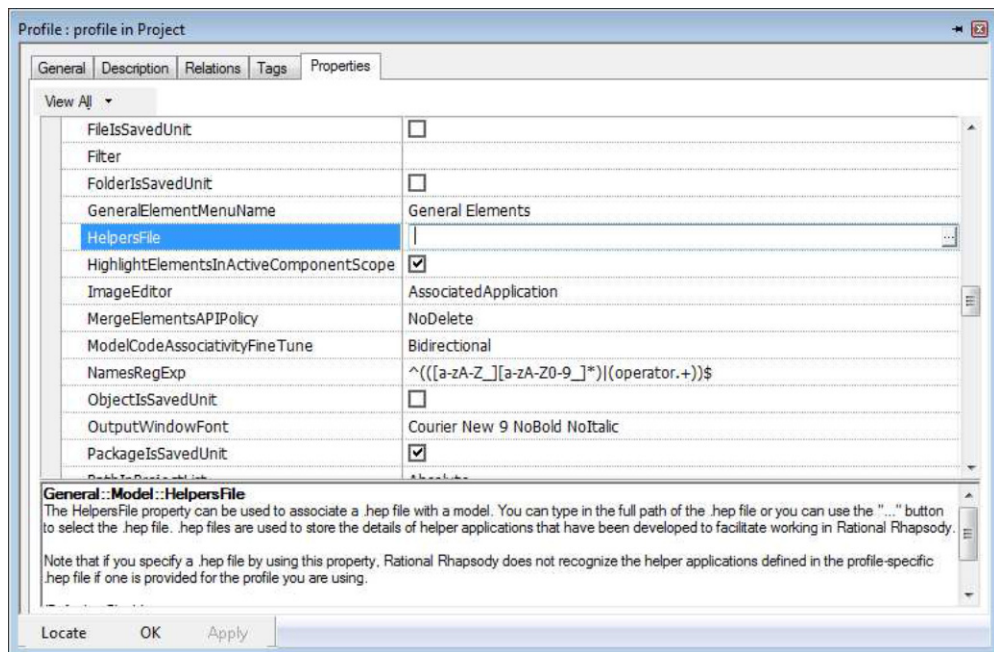 Profile : profile in Project
General Description Relations Tags Properties
View All
FileIsSavedUnit
Filter
FolderIsSavedUnit
GeneralElementMenuName General Elements
HelpersFile ...
HighlightElementsInActiveComponentScope
ImageEditor AssociatedApplication
MergeElementsAPIPolicy NoDelete
ModelCodeAssociativityFineTune Bidirectional
NamesRegExp ^(([a-zA-Z_][a-zA-Z0-9_]*)|(operator.+))$
ObjectIsSavedUnit
OutputWindowFont Courier New 9 NoBold NoItalic
PackageIsSavedUnit
General::Model::HelpersFile
The HelpersFile property can be used to associate a .hep file with a model. You can type in the full path of the .hep file or you can use the "..." button
to select the .hep file. .hep files are used to store the details of helper applications that have been developed to facilitate working in Rational Rhapsody.
Note that if you specify a .hep file by using this property, Rational Rhapsody does not recognize the helper applications defined in the profile-specific
.hep file if one is provided for the profile you are using.
Locate OK Apply